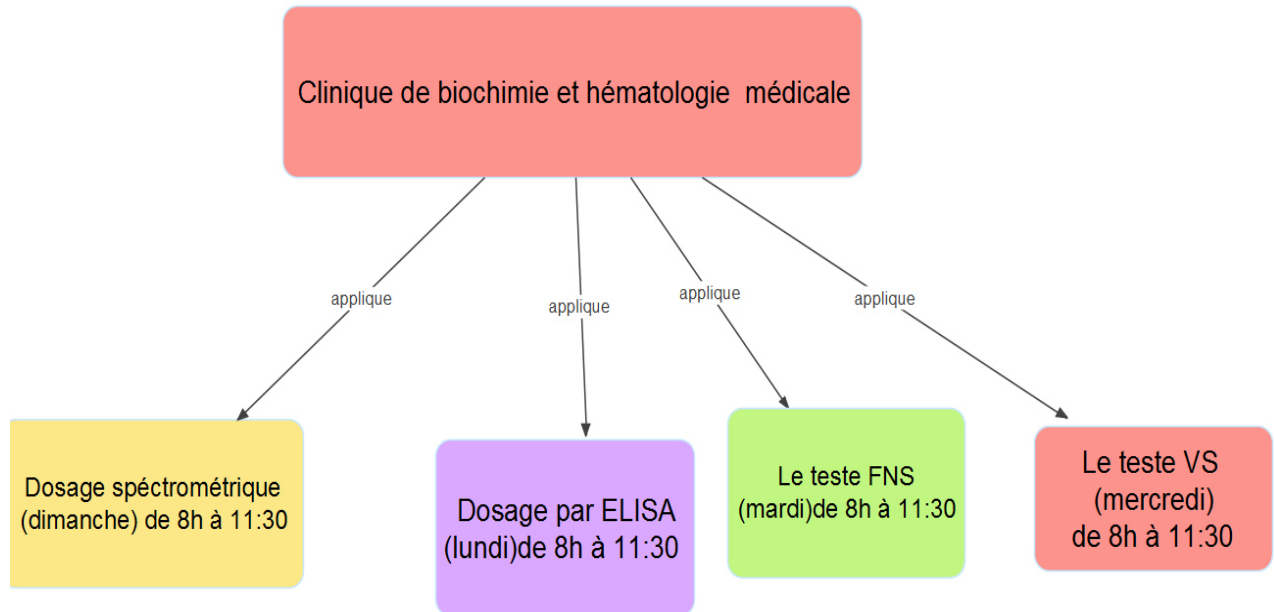 Clinique de biochimie et hématologie médicale
applique
applique
applique
applique
Dosage spéctrométrique
(dimanche) de 8h à 11:30
Dosage par ELISA
(lundi)de 8h à 11:30
Le teste FNS
(mardi)de 8h à 11:30
Le teste VS
(mercredi)
de 8h à 11:30